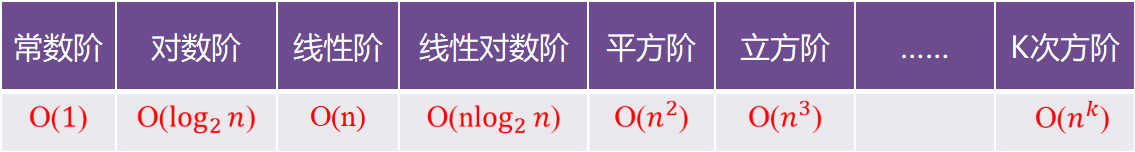 常数阶 对数阶 线性阶 线性对数阶 平方阶 立方阶 …… K次方阶
O(1) O(log₂ n) O(n) O(nlog₂ n) O(n²) O(n³) O(nᵏ)